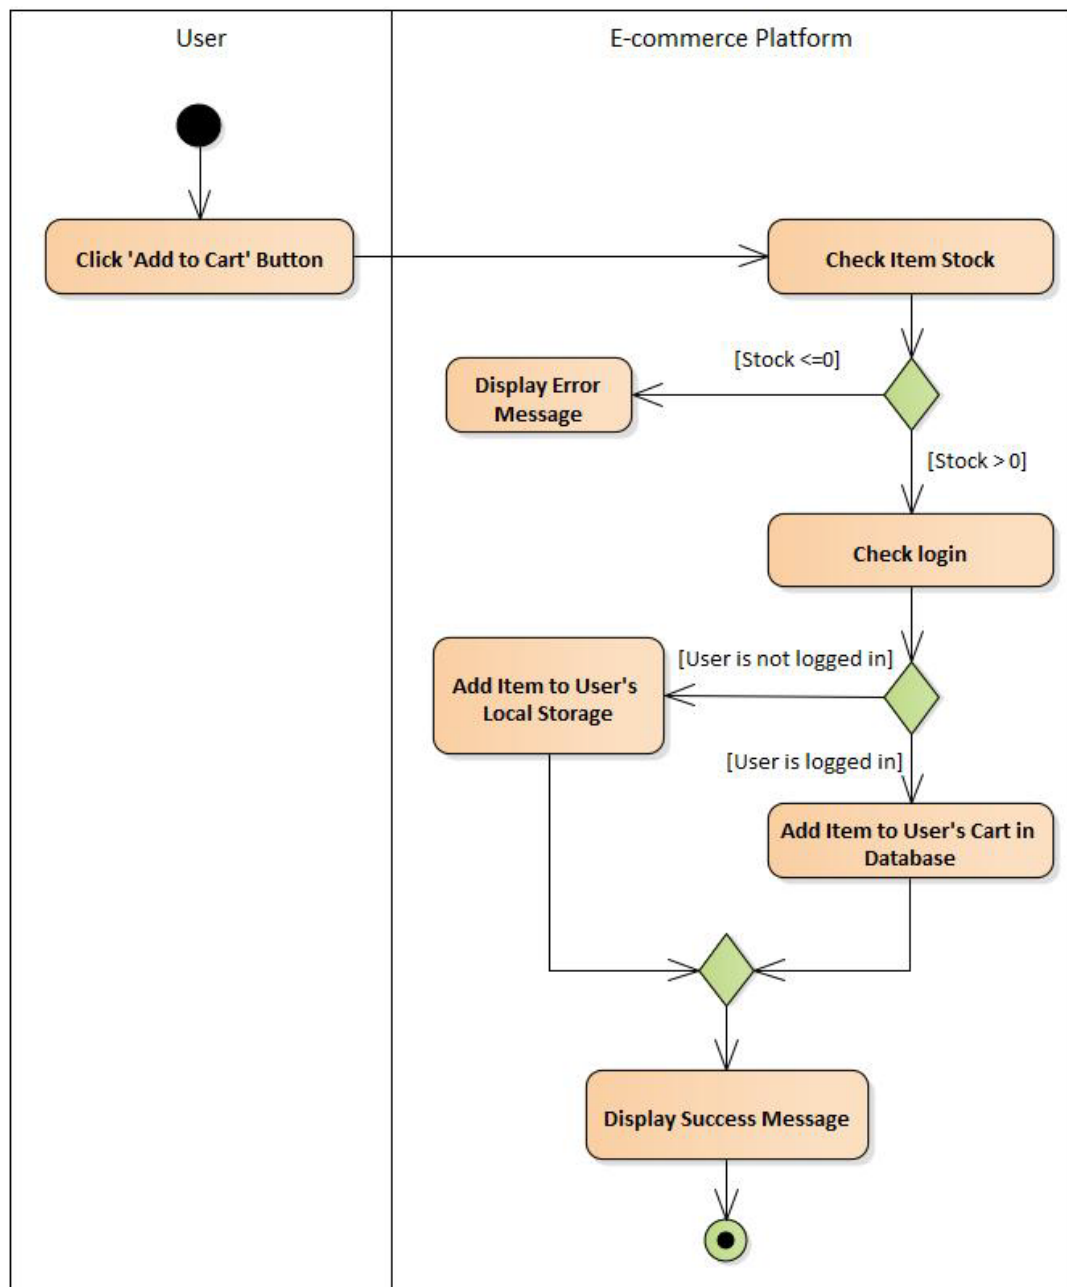 User
E-commerce Platform
Click 'Add to Cart' Button
Check Item Stock
[Stock <=0]
Display Error
Message
[Stock > 0]
Check login
[User is not logged in]
Add Item to User's
Local Storage
[User is logged in]
Add Item to User's Cart in
Database
Display Success Message